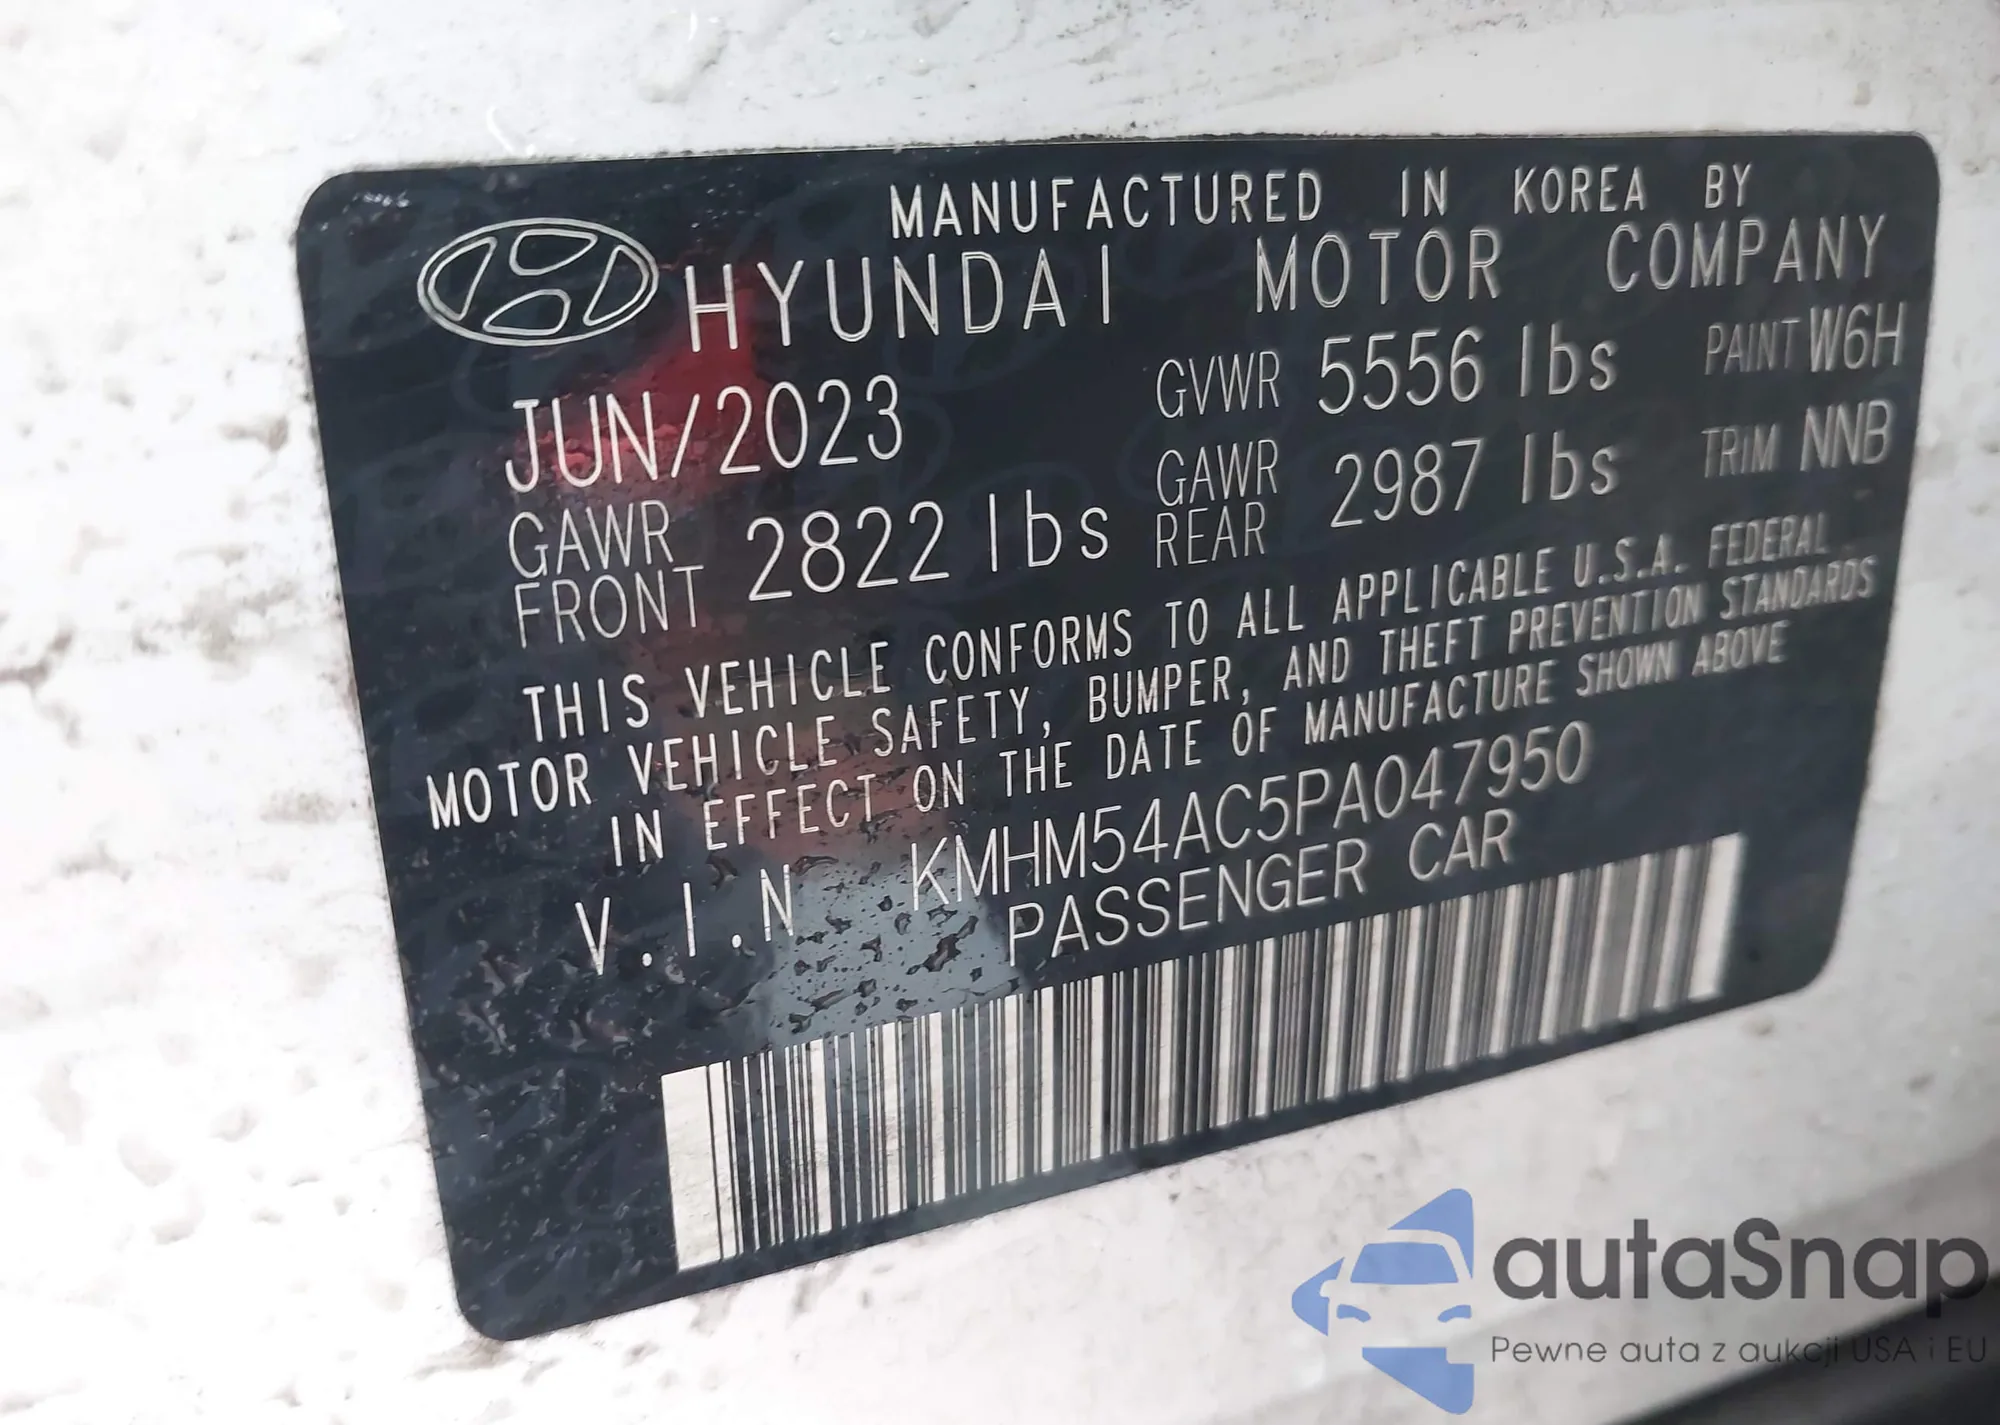 MANUFACTURED IN KOREA BY
HYUNDAI MOTOR COMPANY
JUN/2023 GVWR 5556 lbs PAINT W6H
GAWR FRONT 2822 lbs GAWR REAR 2987 lbs TRIM NNB
THIS VEHICLE CONFORMS TO ALL APPLICABLE U.S.A. FEDERAL
MOTOR VEHICLE SAFETY, BUMPER, AND THEFT PREVENTION STANDARDS
IN EFFECT ON THE DATE OF MANUFACTURE SHOWN ABOVE
V.I.N KMHM54AC5PA047950
PASSENGER CAR
autaSnap
Pewne auta z aukcji USA i EU